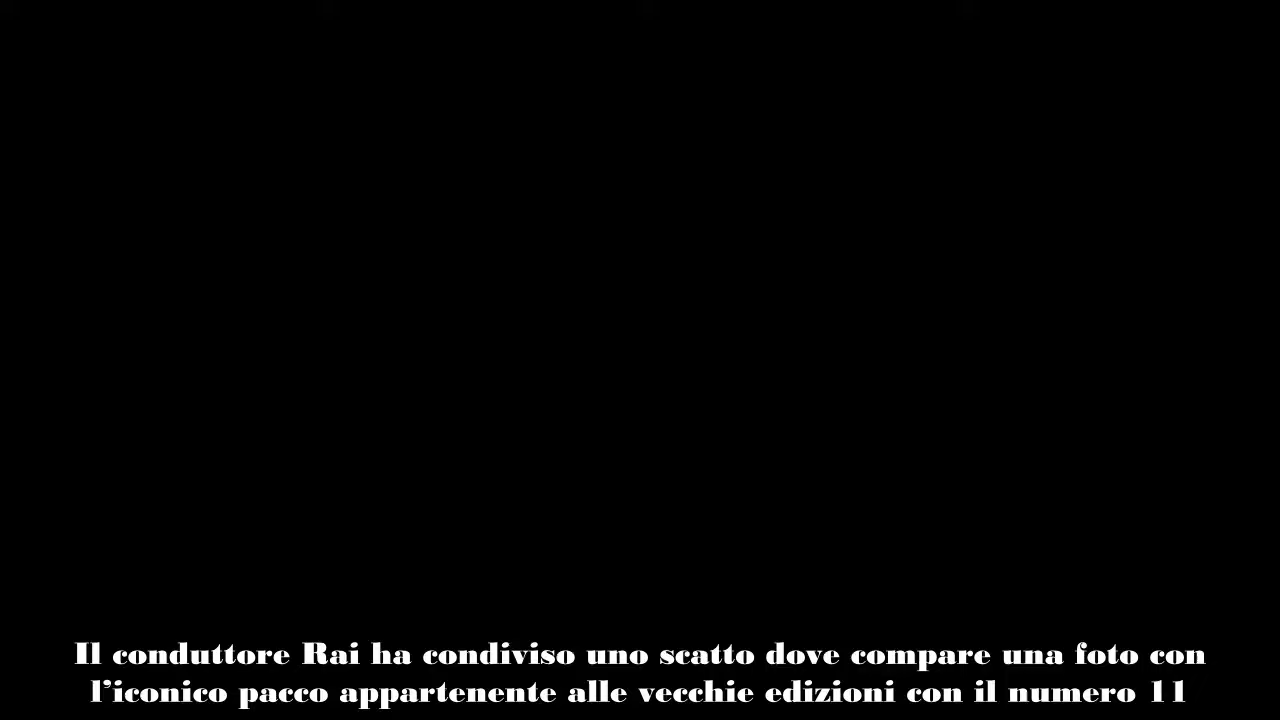 Il conduttore Rai ha condiviso uno scatto dove compare una foto con
l’iconico pacco appartenente alle vecchie edizioni con il numero 11